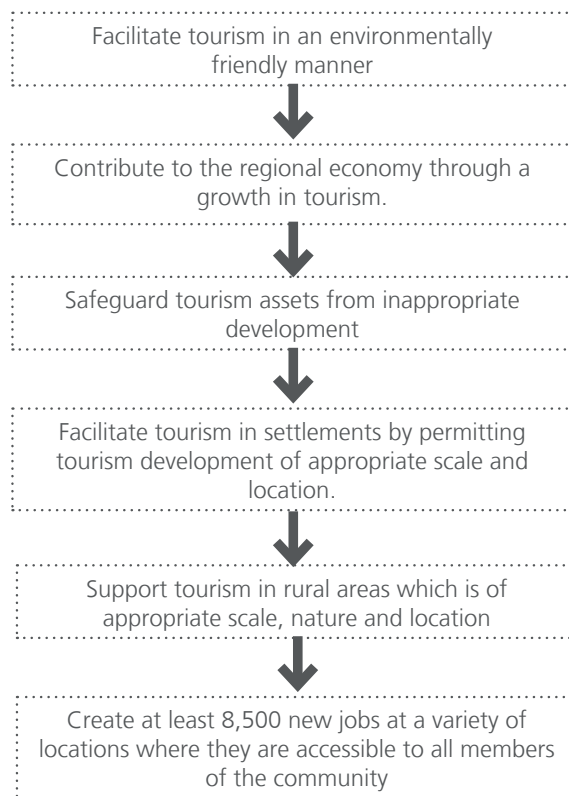 Facilitate tourism in an environmentally
friendly manner
Contribute to the regional economy through a
growth in tourism.
Safeguard tourism assets from inappropriate
development
Facilitate tourism in settlements by permitting
tourism development of appropriate scale and
location.
Support tourism in rural areas which is of
appropriate scale, nature and location
Create at least 8,500 new jobs at a variety of
locations where they are accessible to all members
of the community